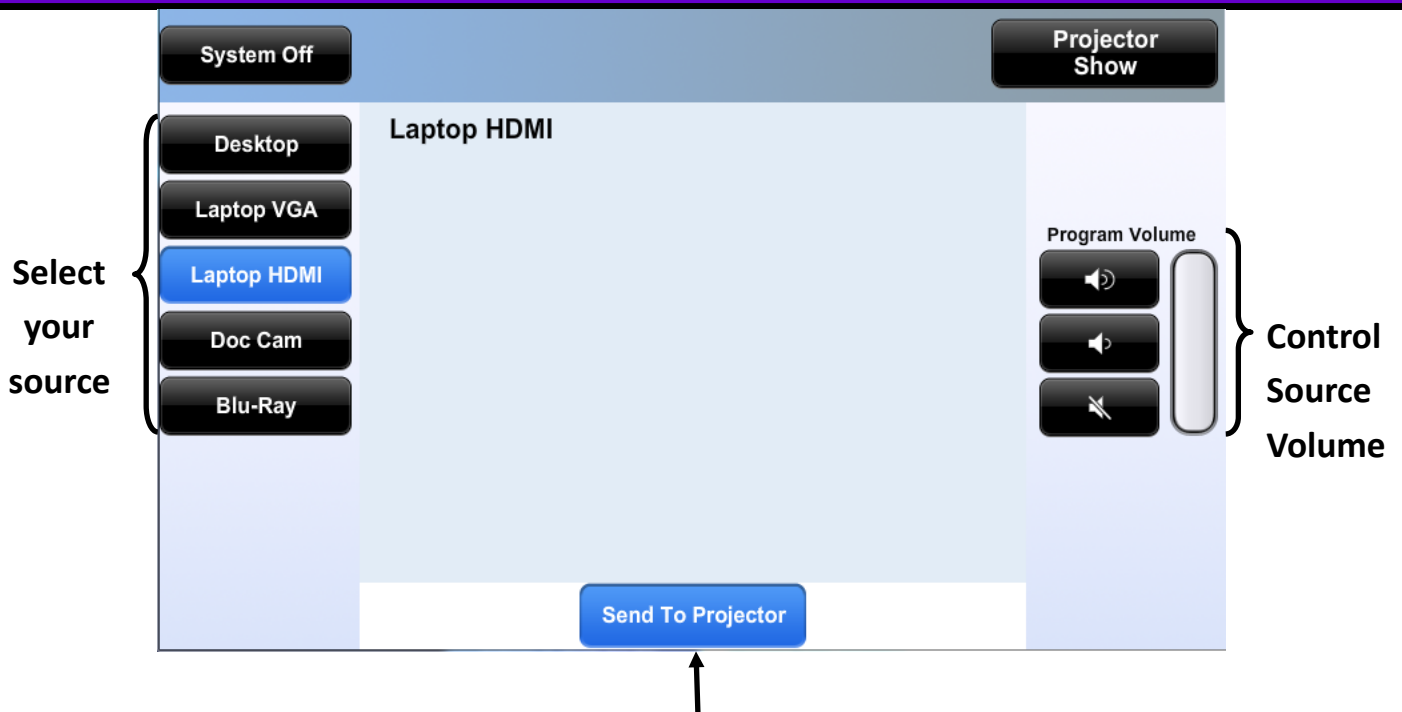 System Off
Projector
Show
Select
your
source
Desktop
Laptop VGA
Laptop HDMI
Doc Cam
Blu-Ray
Laptop HDMI
Program Volume
Control
Source
Volume
Send To Projector